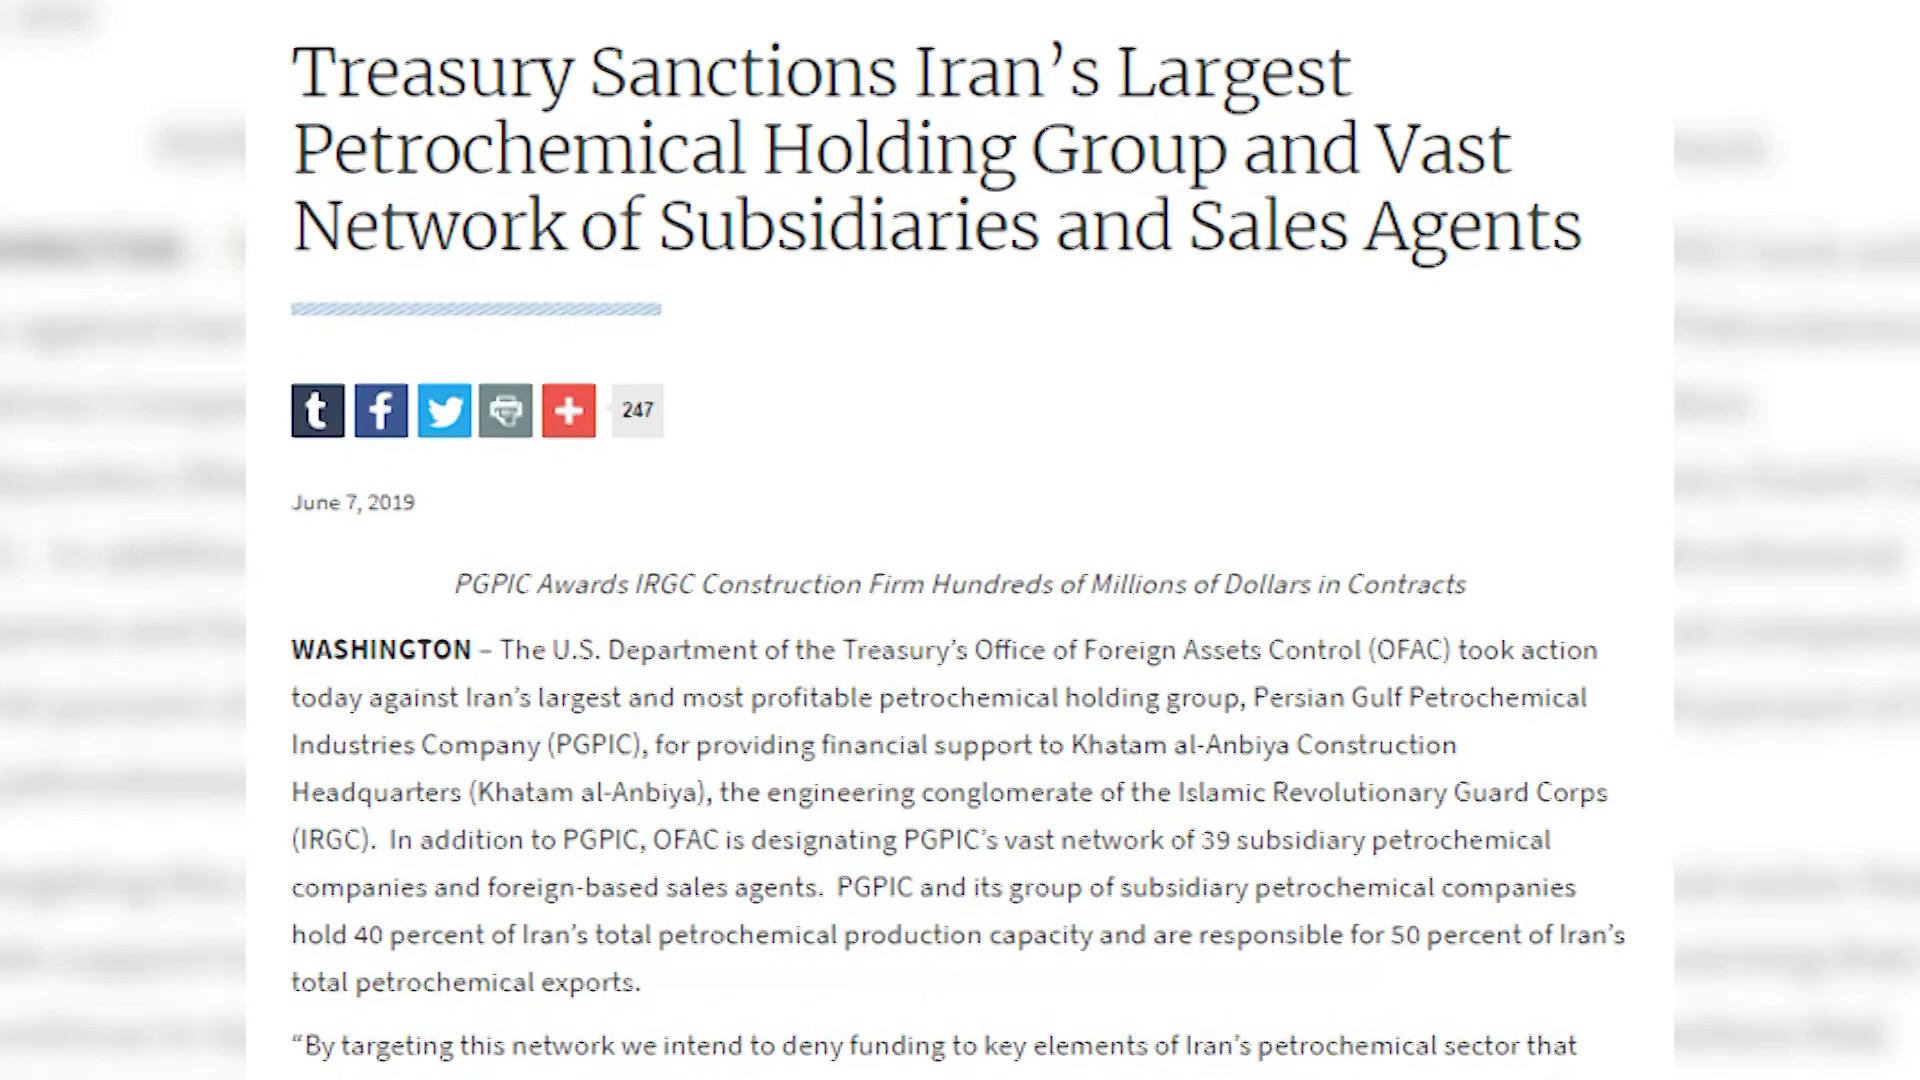 Treasury Sanctions Iran’s Largest
Petrochemical Holding Group and Vast
Network of Subsidiaries and Sales Agents
247
June 7, 2019
PGPIC Awards IRGC Construction Firm Hundreds of Millions of Dollars in Contracts
WASHINGTON – The U.S. Department of the Treasury’s Office of Foreign Assets Control (OFAC) took action
today against Iran’s largest and most profitable petrochemical holding group, Persian Gulf Petrochemical
Industries Company (PGPIC), for providing financial support to Khatam al-Anbiya Construction
Headquarters (Khatam al-Anbiya), the engineering conglomerate of the Islamic Revolutionary Guard Corps
(IRGC).  In addition to PGPIC, OFAC is designating PGPIC’s vast network of 39 subsidiary petrochemical
companies and foreign-based sales agents.  PGPIC and its group of subsidiary petrochemical companies
hold 40 percent of Iran’s total petrochemical production capacity and are responsible for 50 percent of Iran’s
total petrochemical exports.
“By targeting this network we intend to deny funding to key elements of Iran’s petrochemical sector that